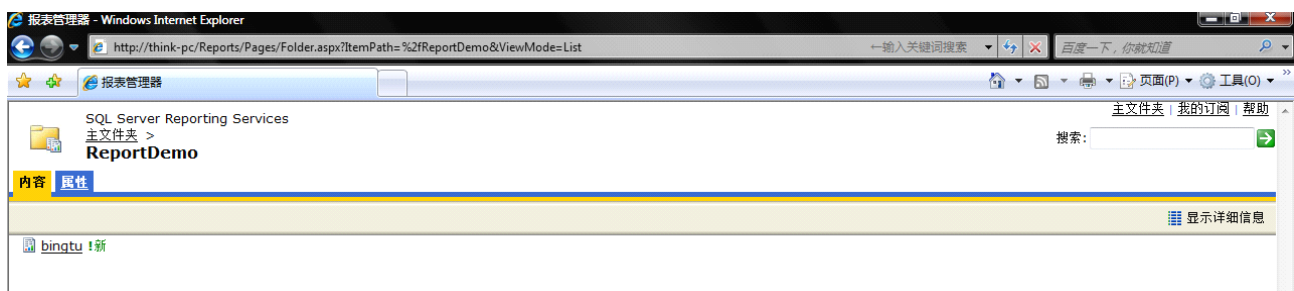 报表管理器 - Windows Internet Explorer
http://think-pc/Reports/Pages/Folder.aspx?ItemPath=%2fReportDemo&ViewMode=List ←输入关键词搜索 百度一下，你就知道
报表管理器 页面(P) 工具(O)
主文件夹 | 我的订阅 | 帮助
SQL Server Reporting Services
主文件夹 >
搜索:
ReportDemo
内容 属性
显示详细信息
bingtu !新